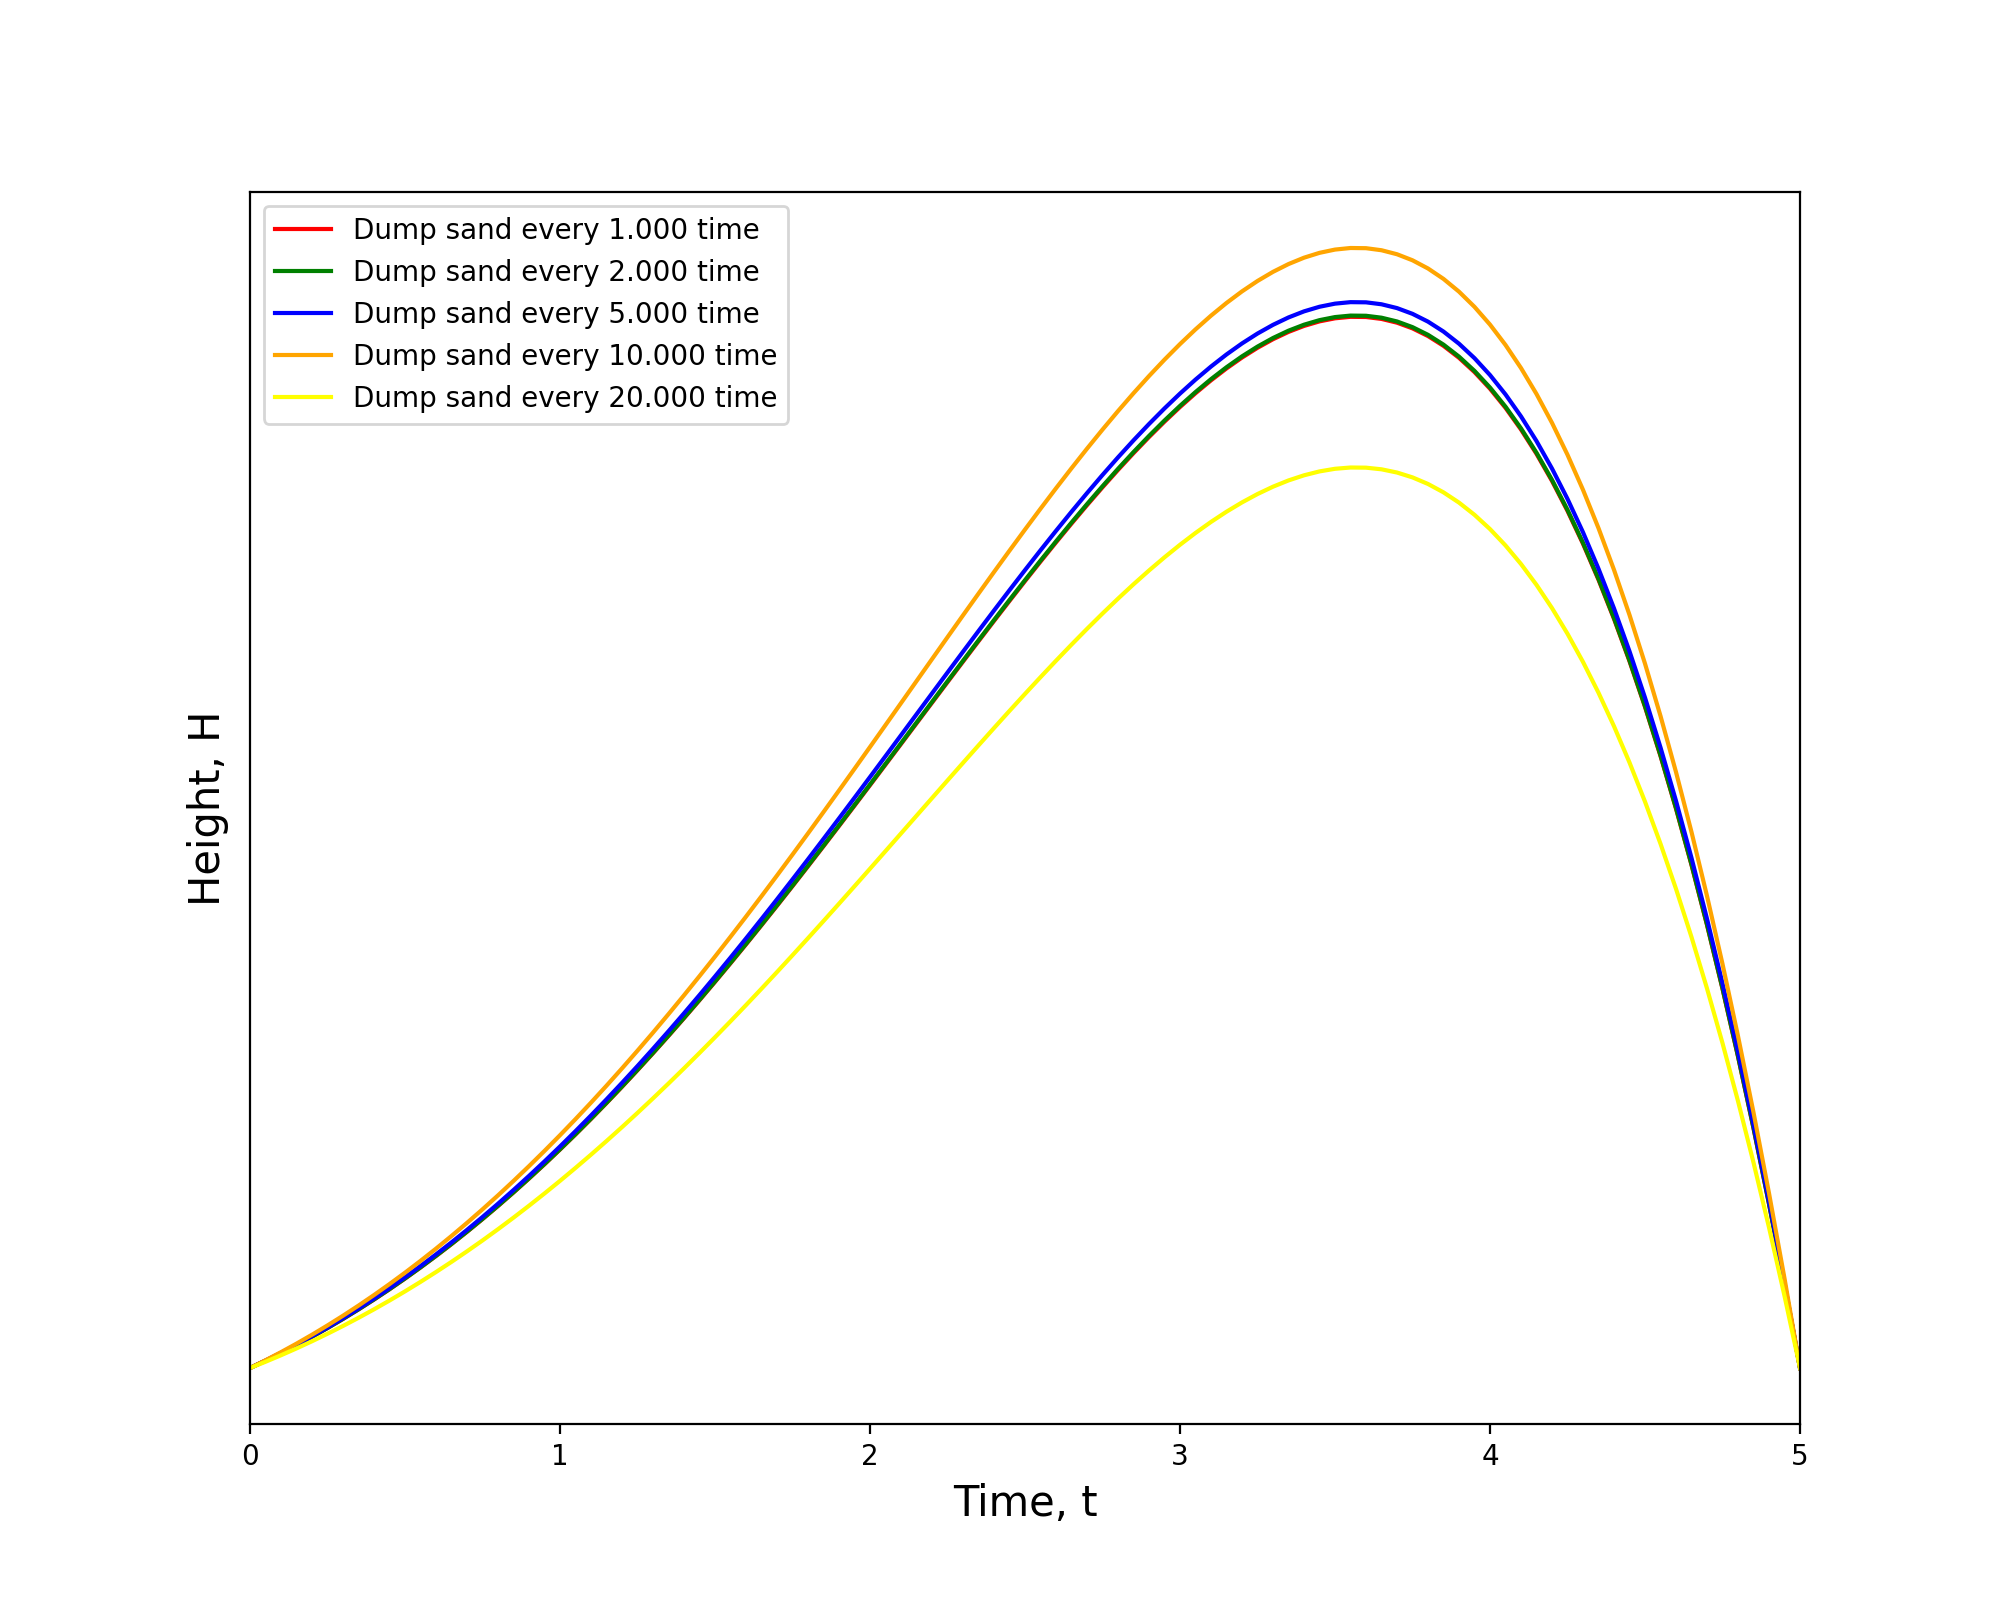 Dump sand every 1.000 time
Dump sand every 2.000 time
Dump sand every 5.000 time
Dump sand every 10.000 time
Dump sand every 20.000 time
Height, H
0 1 2 3 4 5
Time, t